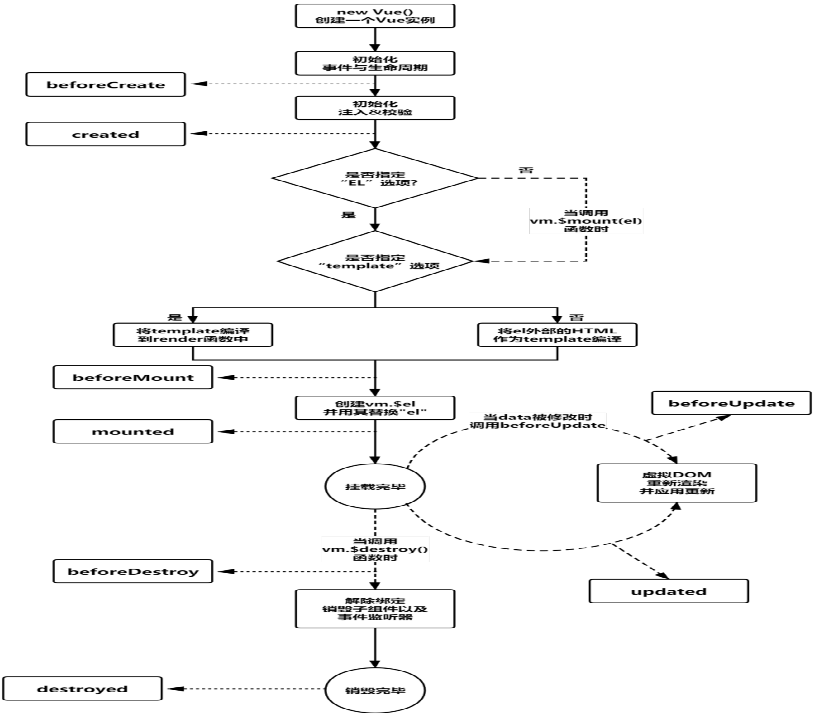 new Vue()
创建一个Vue实例
初始化
事件与生命周期
beforeCreate
初始化
注入&校验
created
是否指定
“EL”选项?
否
当调用
vm.$mount(el)
函数时
是
是否指定
“template”选项
是
否
将template编译
到render函数中
将el外部的HTML
作为template编译
beforeMount
创建vm.$el
并用其替换"el"
mounted
当data被修改时
调用beforeUpdate
beforeUpdate
挂载完毕
虚拟DOM
重新渲染
并应用更新
当调用
vm.$destroy()
函数时
beforeDestroy
updated
解除绑定
销毁子组件以及
事件监听器
destroyed
销毁完毕